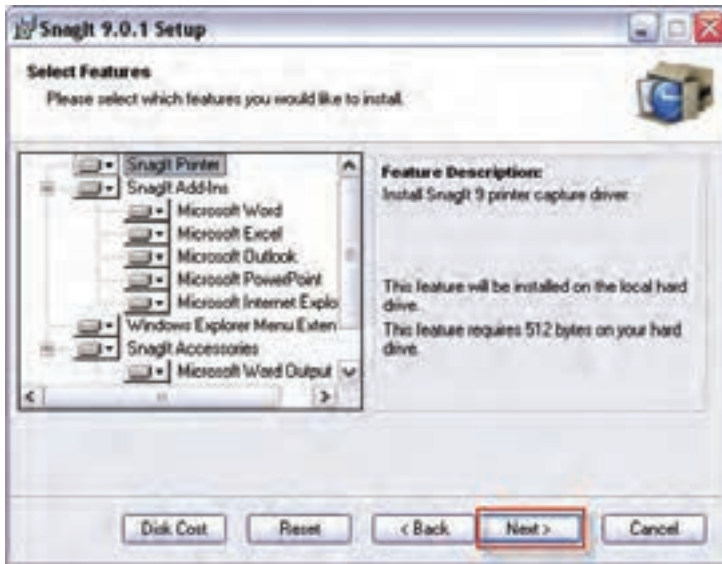 SnagIt 9.0.1 Setup
Select Features
Please select which features you would like to install.
SnagIt Printer
SnagIt Add-Ins
Microsoft Word
Microsoft Excel
Microsoft Outlook
Microsoft PowerPoint
Microsoft Internet Explo
Windows Explorer Menu Exten
SnagIt Accessories
Microsoft Word Output
Feature Description:
Install SnagIt 9 printer capture driver
This feature will be installed on the local hard
drive.
This feature requires 512 bytes on your hard
drive.
Disk Cost
Reset
< Back
Next >
Cancel